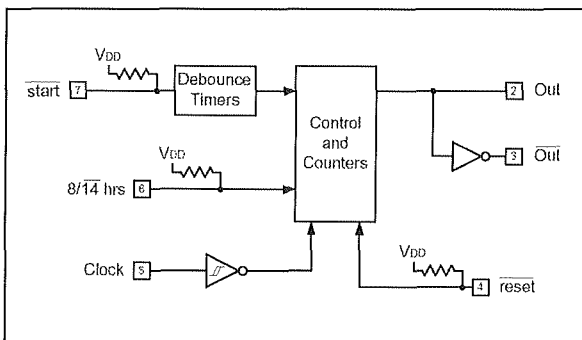 VDD
start
7
Debounce
Timers
Control
and
Counters
2
Out
3
Out
VDD
8/14 hrs
6
Clock
5
VDD
4
reset